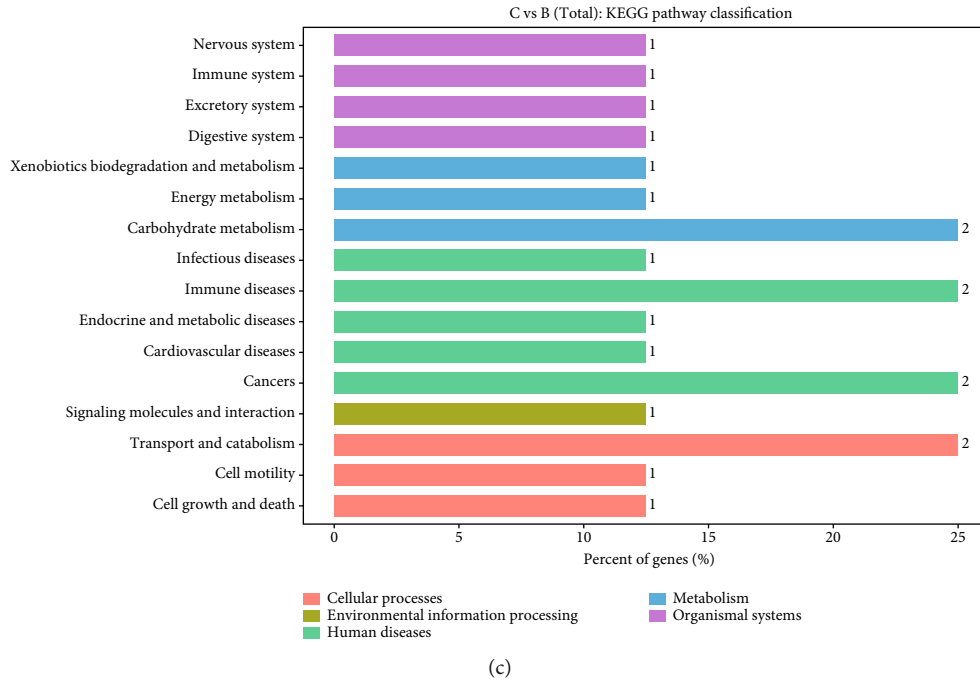 C vs B (Total): KEGG pathway classification
Nervous system 1
Immune system 1
Excretory system 1
Digestive system 1
Xenobiotics biodegradation and metabolism 1
Energy metabolism 1
Carbohydrate metabolism 2
Infectious diseases 1
Immune diseases 2
Endocrine and metabolic diseases 1
Cardiovascular diseases 1
Cancers 2
Signaling molecules and interaction 1
Transport and catabolism 2
Cell motility 1
Cell growth and death 1
0 5 10 15 20 25
Percent of genes (%)
Cellular processes
Environmental information processing
Human diseases
Metabolism
Organismal systems
(c)